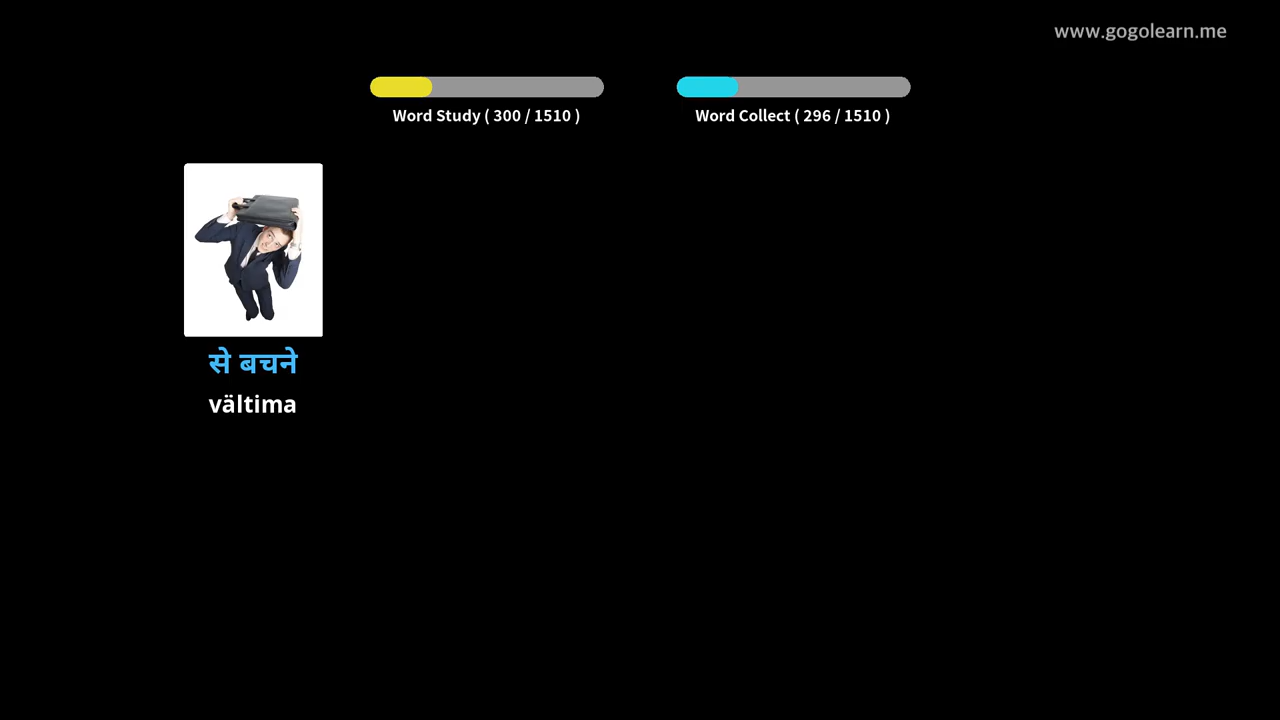 www.gogolearn.me
Word Study ( 300 / 1510 )
Word Collect ( 296 / 1510 )
से बचने
vältima